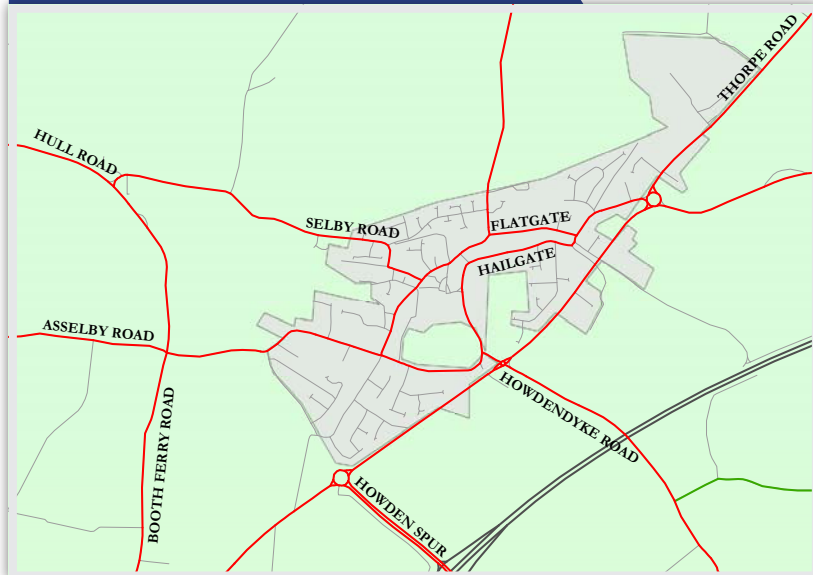 THORPE ROAD
HULL ROAD
SELBY ROAD
FLATGATE
HAILGATE
ASSELBY ROAD
HOWDENDYKE ROAD
BOOTH FERRY ROAD
HOWDEN SPUR